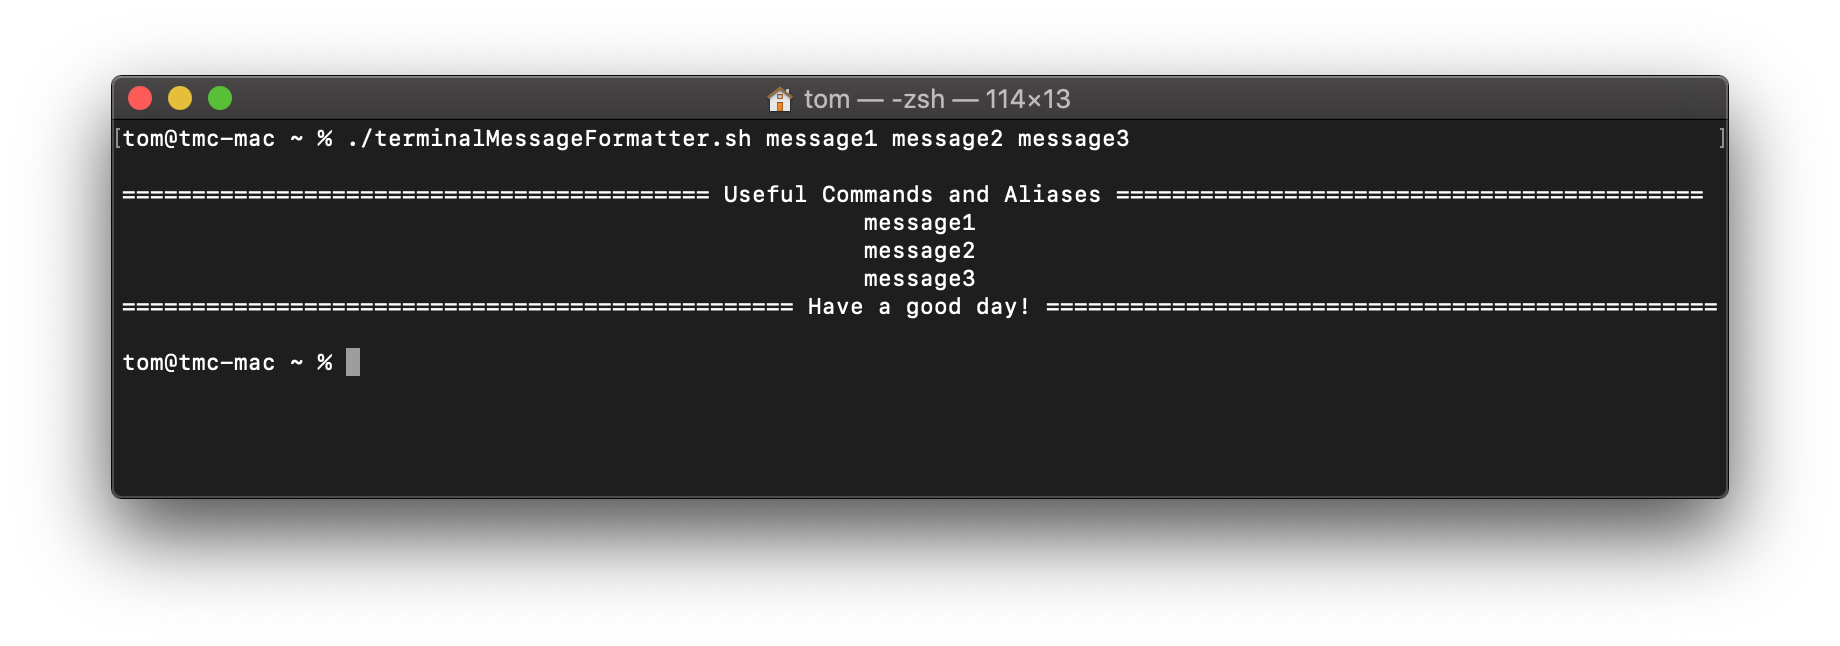 tom — -zsh — 114×13
[tom@tmc-mac ~ % ./terminalMessageFormatter.sh message1 message2 message3 ]
========================================== Useful Commands and Aliases ==========================================
message1
message2
message3
================================================ Have a good day! ================================================
tom@tmc-mac ~ %